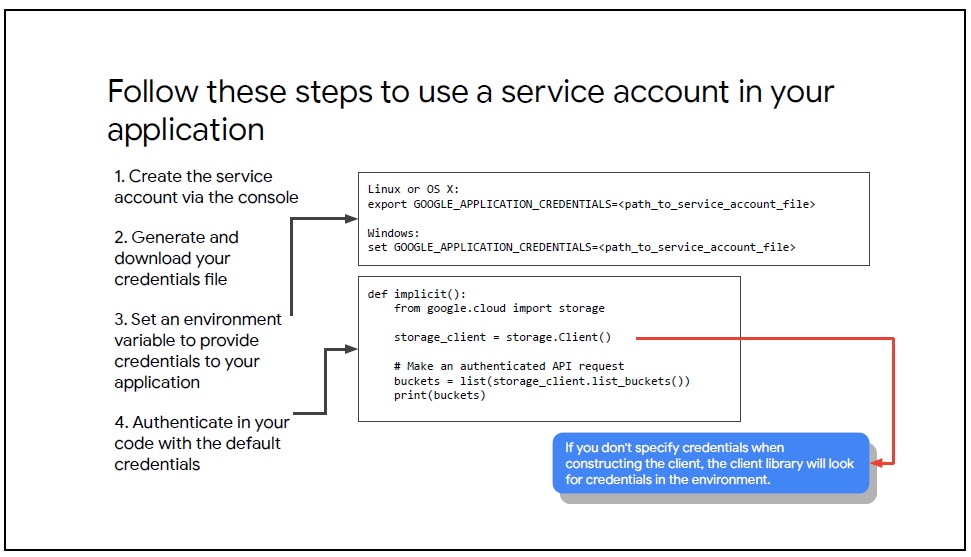 Follow these steps to use a service account in your
application
1. Create the service
account via the console
2. Generate and
download your
credentials file
3. Set an environment
variable to provide
credentials to your
application
4. Authenticate in your
code with the default
credentials
Linux or OS X:
export GOOGLE_APPLICATION_CREDENTIALS=<path_to_service_account_file>
Windows:
set GOOGLE_APPLICATION_CREDENTIALS=<path_to_service_account_file>
def implicit():
    from google.cloud import storage
    storage_client = storage.Client()
    # Make an authenticated API request
    buckets = list(storage_client.list_buckets())
    print(buckets)
If you don't specify credentials when
constructing the client, the client library will look
for credentials in the environment.